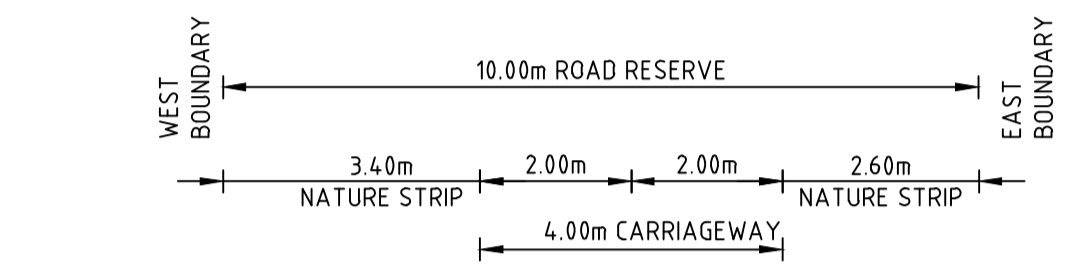 WEST
BOUNDARY
10.00m ROAD RESERVE
EAST
BOUNDARY
3.40m
NATURE STRIP
2.00m
2.00m
2.60m
NATURE STRIP
4.00m CARRIAGEWAY